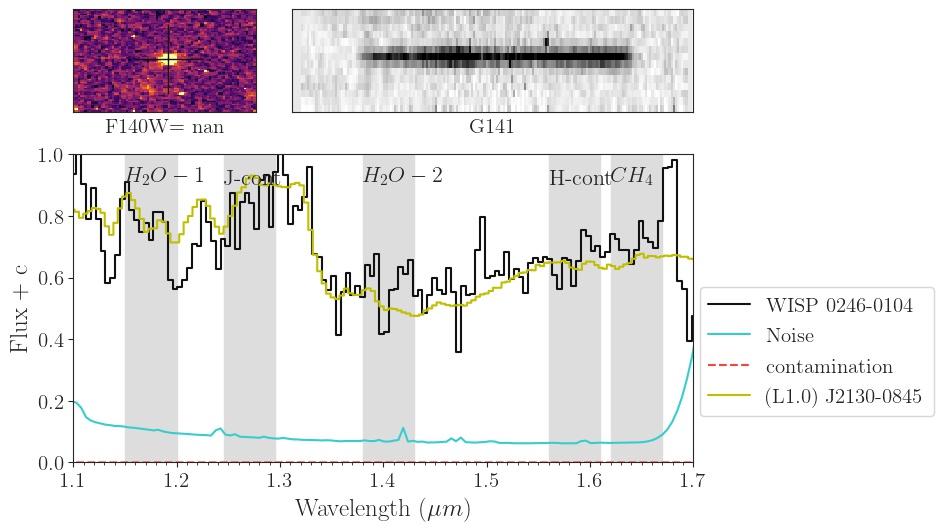 F140W= nan
G141
H₂O − 1
J-cont
H₂O − 2
H-cont
CH₄
1.0
0.8
0.6
0.4
0.2
0.0
Flux + c
1.1
1.2
1.3
1.4
1.5
1.6
1.7
Wavelength (μm)
WISP 0246-0104
Noise
contamination
(L1.0) J2130-0845